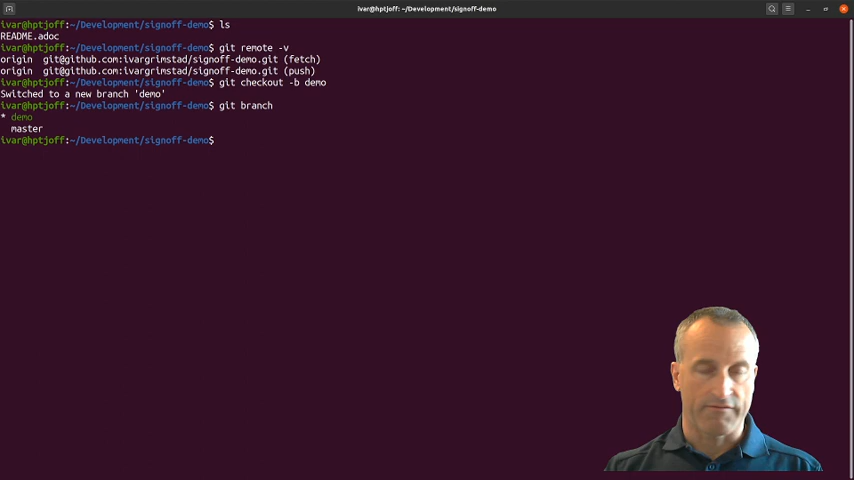 ivar@hptjoff: ~/Development/signoff-demo
ivar@hptjoff:~/Development/signoff-demo$ ls
README.adoc
ivar@hptjoff:~/Development/signoff-demo$ git remote -v
origin  git@github.com:ivargrimstad/signoff-demo.git (fetch)
origin  git@github.com:ivargrimstad/signoff-demo.git (push)
ivar@hptjoff:~/Development/signoff-demo$ git checkout -b demo
Switched to a new branch 'demo'
ivar@hptjoff:~/Development/signoff-demo$ git branch
* demo
  master
ivar@hptjoff:~/Development/signoff-demo$